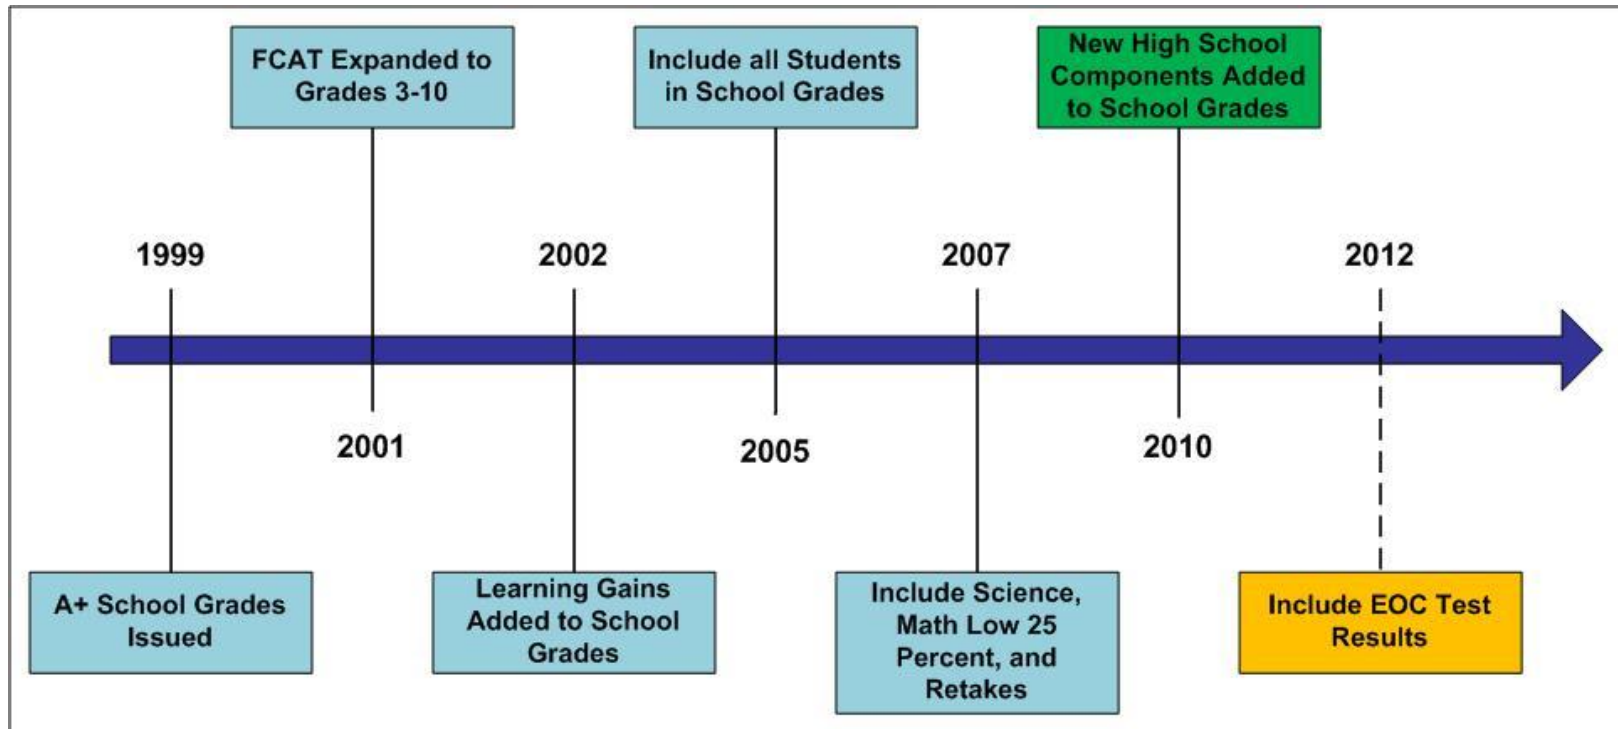 FCAT Expanded to
Grades 3-10
Include all Students
in School Grades
New High School
Components Added
to School Grades
1999
2002
2007
2012
2001
2005
2010
A+ School Grades
Issued
Learning Gains
Added to School
Grades
Include Science,
Math Low 25
Percent, and
Retakes
Include EOC Test
Results